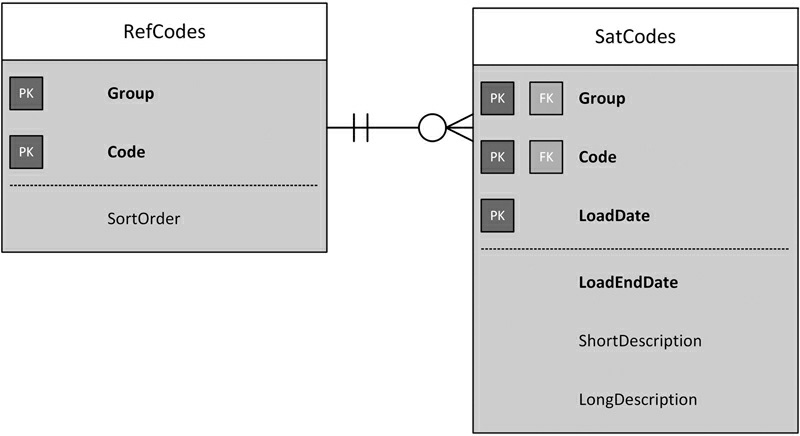 RefCodes
PK Group
PK Code
SortOrder
SatCodes
PK FK Group
PK FK Code
PK LoadDate
LoadEndDate
ShortDescription
LongDescription